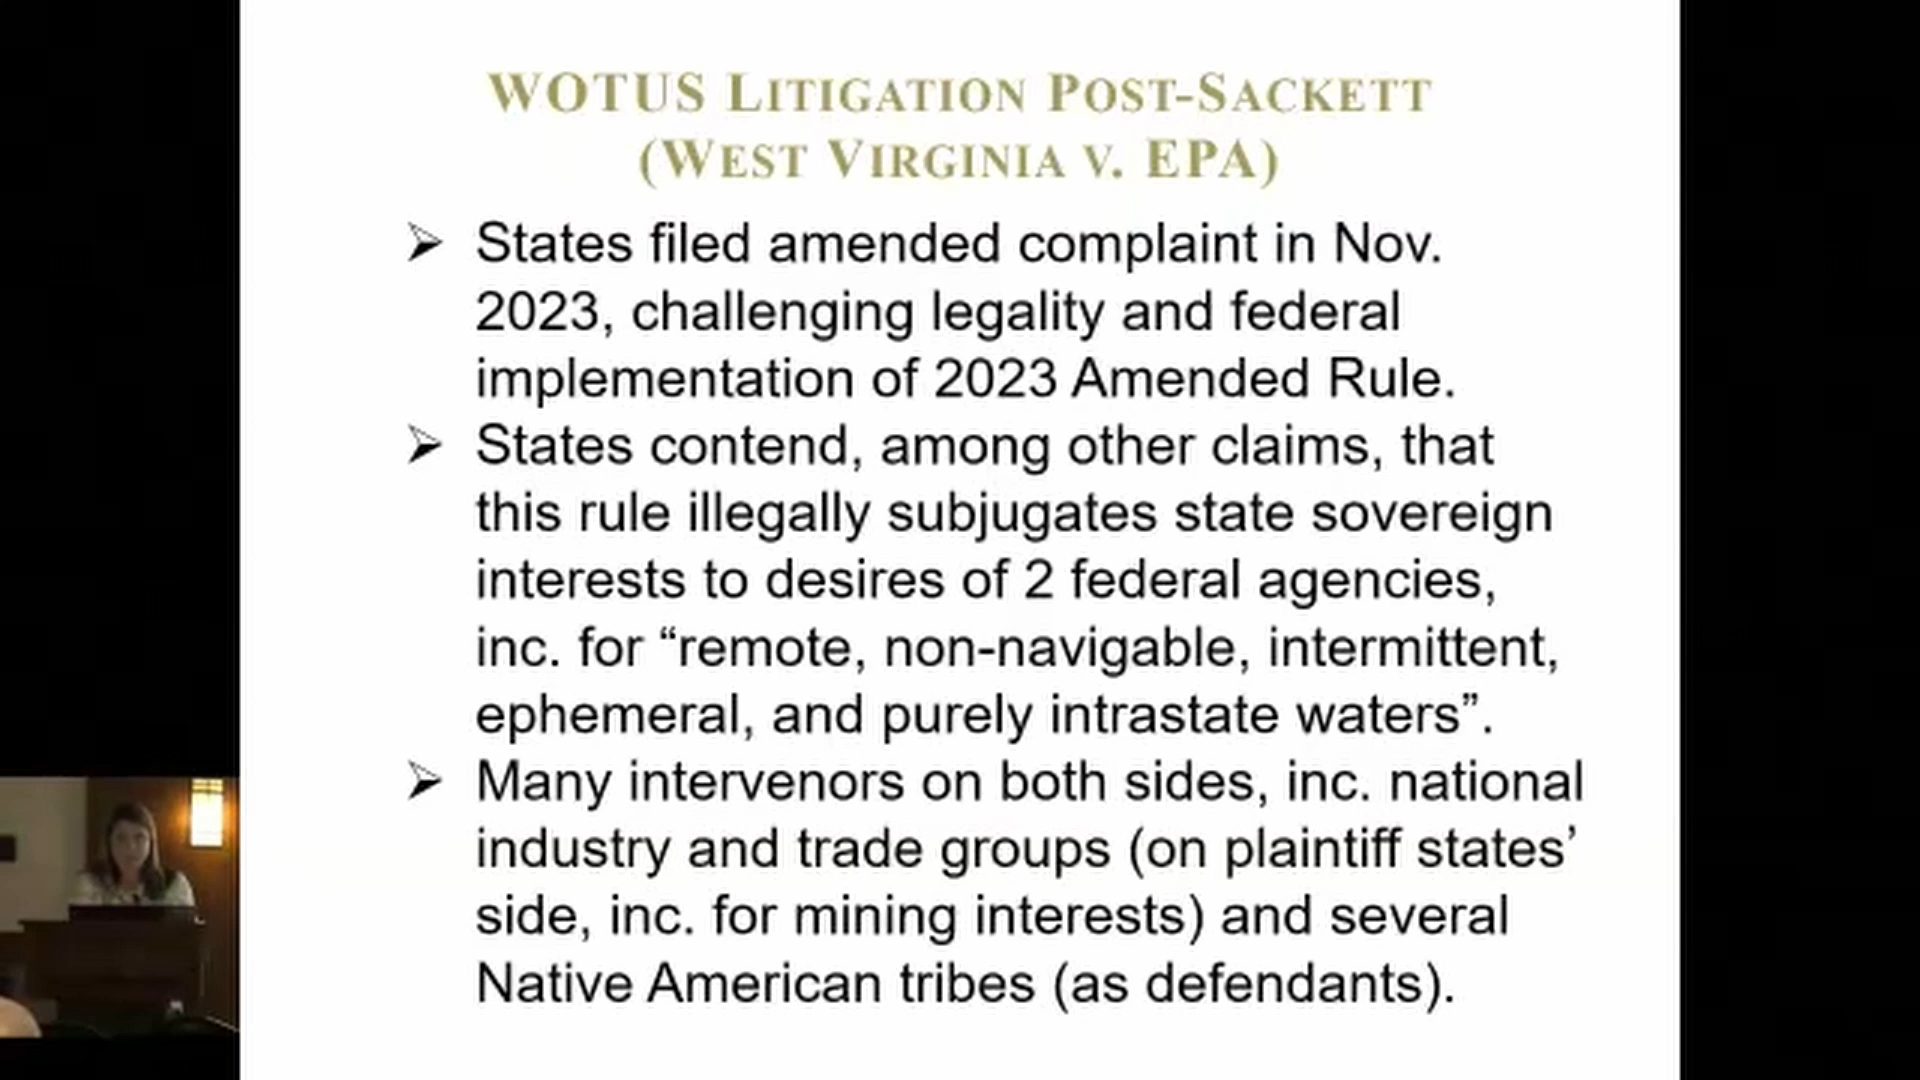 WOTUS LITIGATION POST-SACKETT
(WEST VIRGINIA V. EPA)
➢ States filed amended complaint in Nov.
2023, challenging legality and federal
implementation of 2023 Amended Rule.
➢ States contend, among other claims, that
this rule illegally subjugates state sovereign
interests to desires of 2 federal agencies,
inc. for “remote, non-navigable, intermittent,
ephemeral, and purely intrastate waters”.
➢ Many intervenors on both sides, inc. national
industry and trade groups (on plaintiff states’
side, inc. for mining interests) and several
Native American tribes (as defendants).